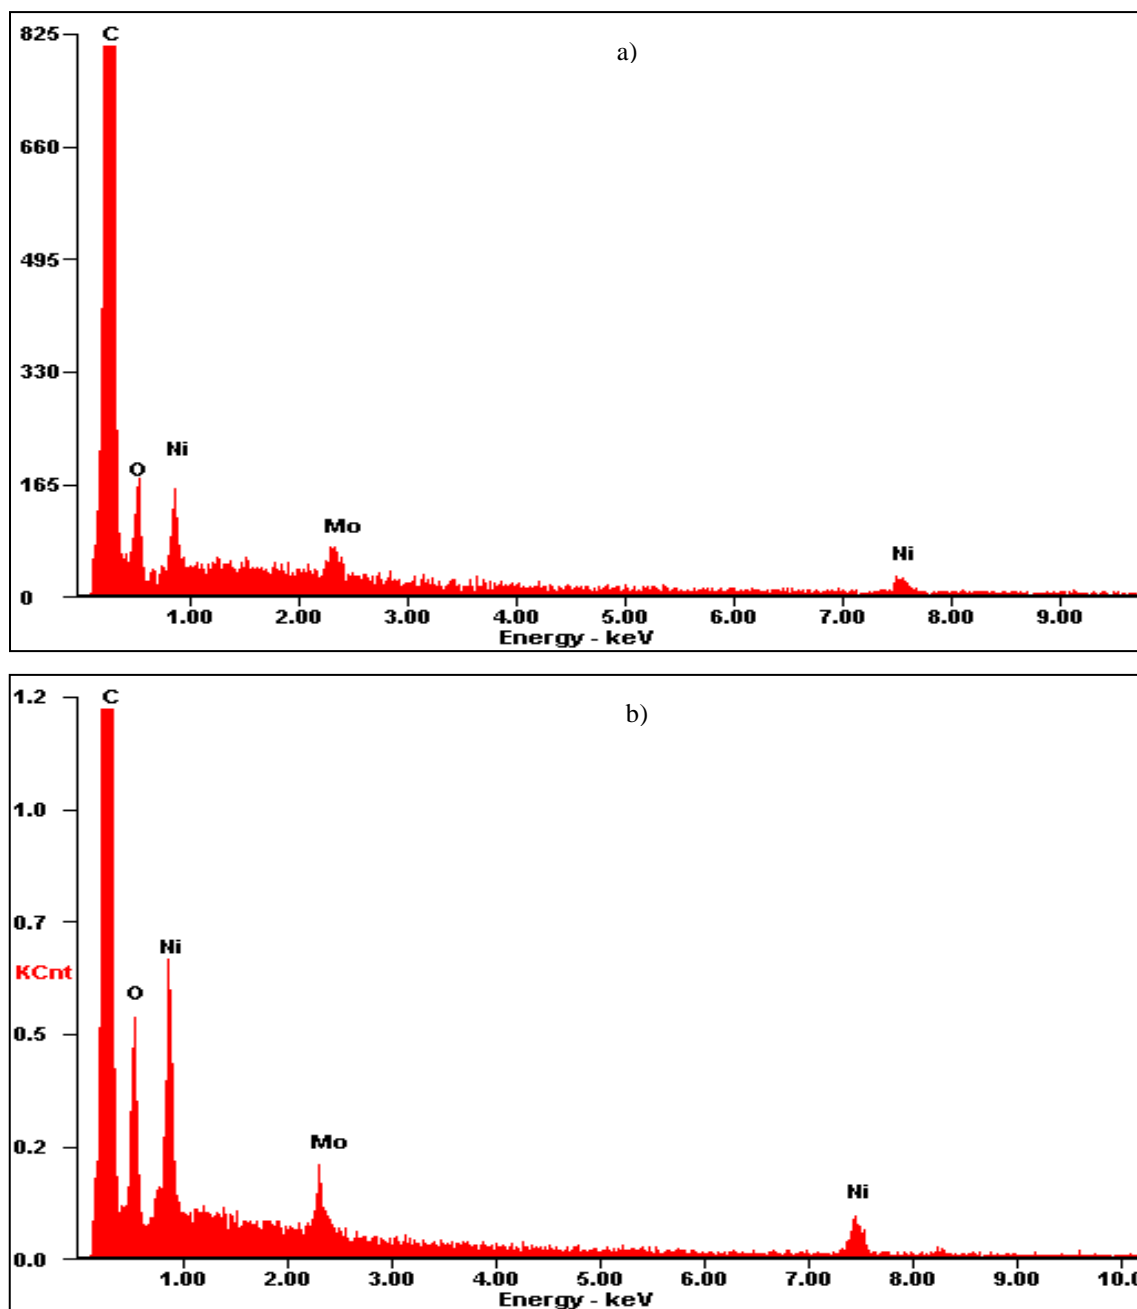 825
C
a)
660
495
330
Ni
O
165
Mo
Ni
0
1.00 2.00 3.00 4.00 5.00 6.00 7.00 8.00 9.00
Energy - keV
1.2
C
b)
1.0
0.7
Ni
KCnt
O
0.5
0.2
Mo
Ni
0.0
1.00 2.00 3.00 4.00 5.00 6.00 7.00 8.00 9.00 10.0
Energy - keV